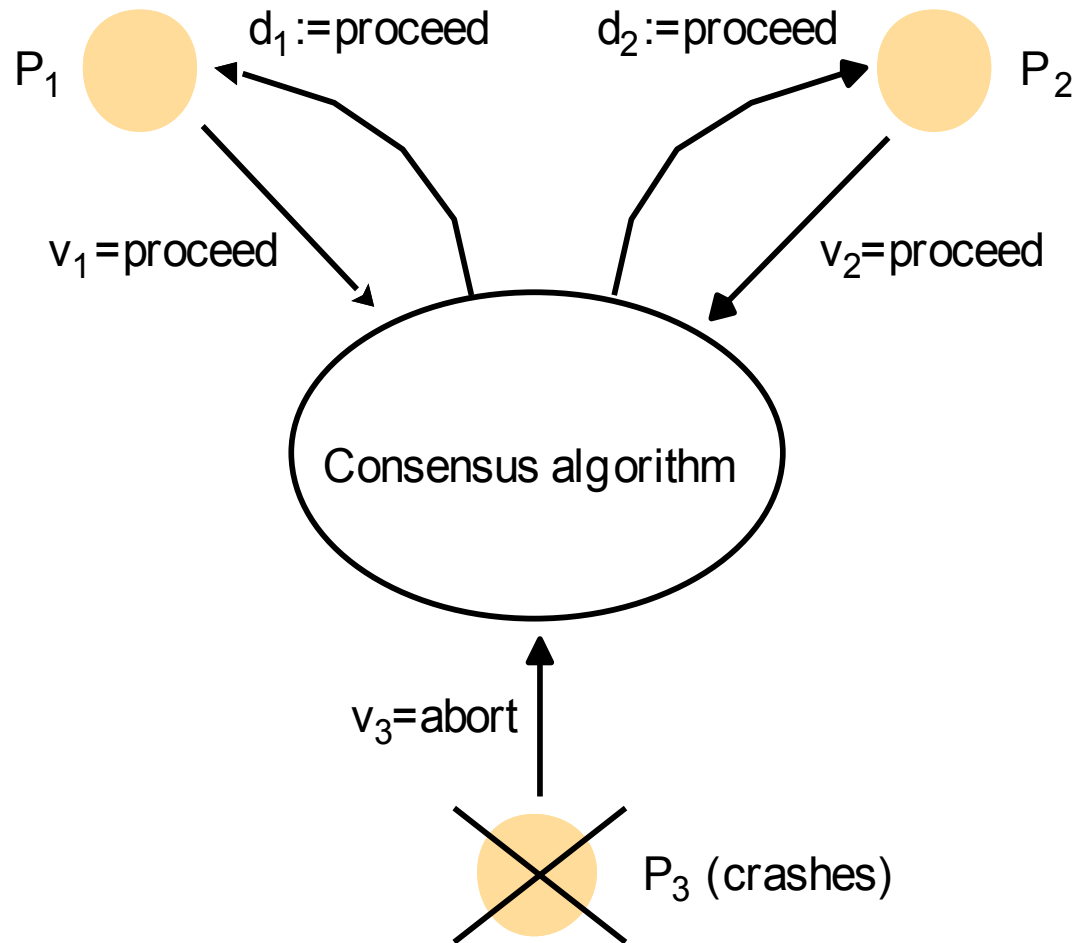 d₁:=proceed
d₂:=proceed
P₁
P₂
v₁=proceed
v₂=proceed
Consensus algorithm
v₃=abort
P₃ (crashes)